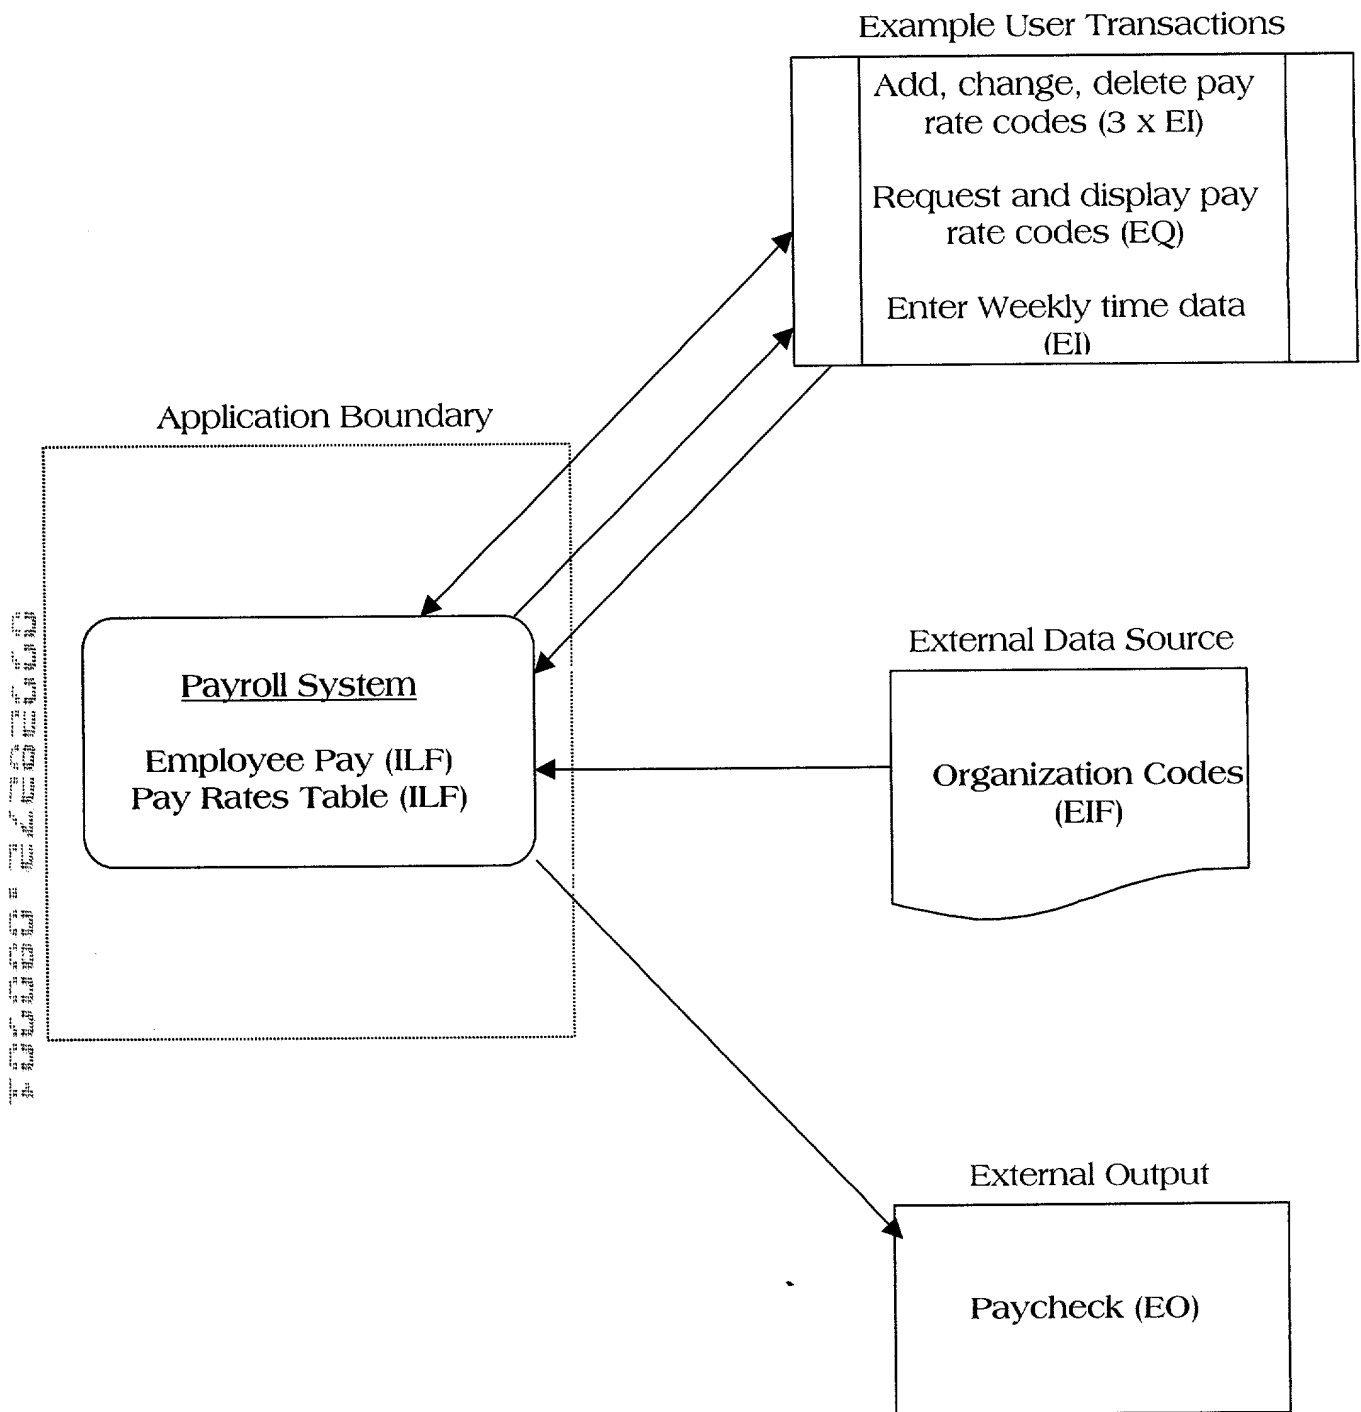 Example User Transactions
Add, change, delete pay
rate codes (3 x EI)
Request and display pay
rate codes (EQ)
Enter Weekly time data
(EI)
Application Boundary
Payroll System
Employee Pay (ILF)
Pay Rates Table (ILF)
External Data Source
Organization Codes
(EIF)
External Output
Paycheck (EO)